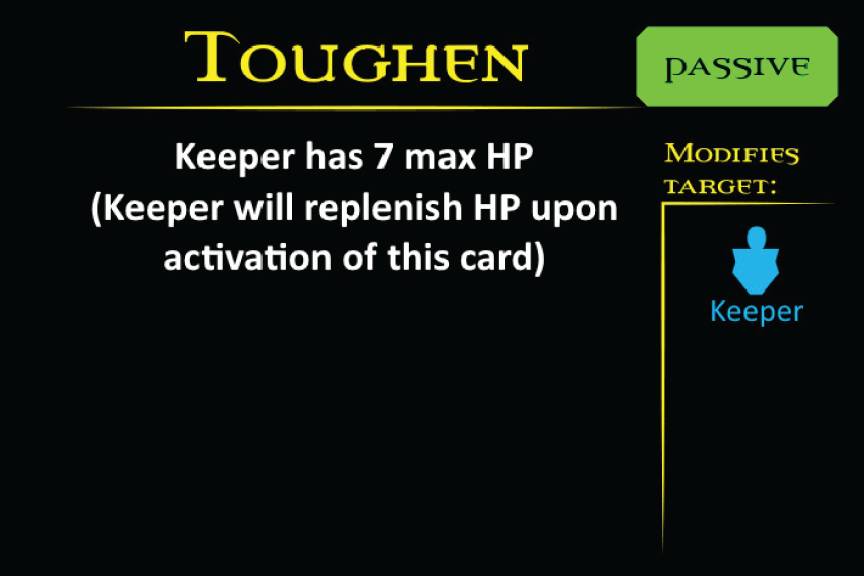 Toughen
passive
Keeper has 7 max HP
(Keeper will replenish HP upon
activation of this card)
Modifies
target:
Keeper